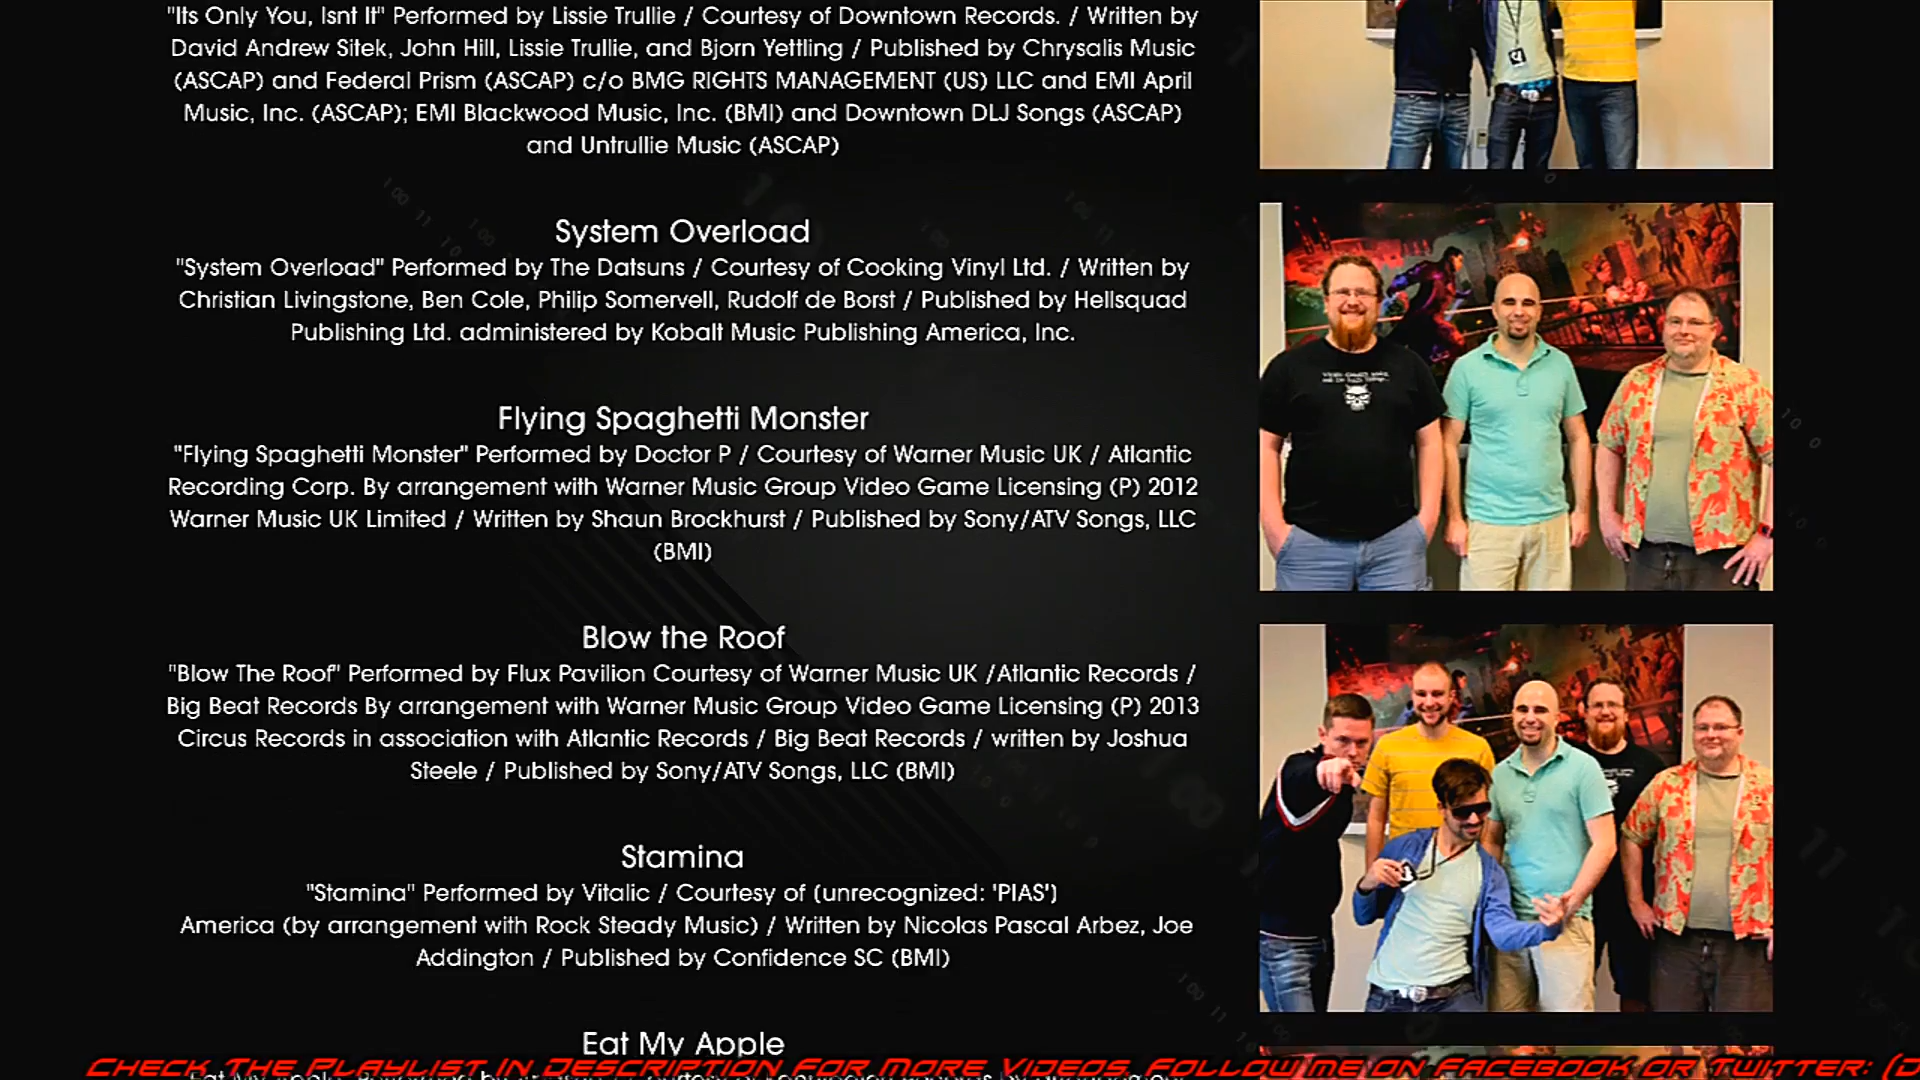 "Its Only You, Isnt It" Performed by Lissie Trullie / Courtesy of Downtown Records. / Written by
David Andrew Sitek, John Hill, Lissie Trullie, and Bjorn Yettling / Published by Chrysalis Music
(ASCAP) and Federal Prism (ASCAP) c/o BMG RIGHTS MANAGEMENT (US) LLC and EMI April
Music, Inc. (ASCAP); EMI Blackwood Music, Inc. (BMI) and Downtown DLJ Songs (ASCAP)
and Untrullie Music (ASCAP)
System Overload
"System Overload" Performed by The Datsuns / Courtesy of Cooking Vinyl Ltd. / Written by
Christian Livingstone, Ben Cole, Philip Somervell, Rudolf de Borst / Published by Hellsquad
Publishing Ltd. administered by Kobalt Music Publishing America, Inc.
Flying Spaghetti Monster
"Flying Spaghetti Monster" Performed by Doctor P / Courtesy of Warner Music UK / Atlantic
Recording Corp. By arrangement with Warner Music Group Video Game Licensing (P) 2012
Warner Music UK Limited / Written by Shaun Brockhurst / Published by Sony/ATV Songs, LLC
(BMI)
Blow the Roof
"Blow The Roof" Performed by Flux Pavilion Courtesy of Warner Music UK /Atlantic Records /
Big Beat Records By arrangement with Warner Music Group Video Game Licensing (P) 2013
Circus Records in association with Atlantic Records / Big Beat Records / written by Joshua
Steele / Published by Sony/ATV Songs, LLC (BMI)
Stamina
"Stamina" Performed by Vitalic / Courtesy of (unrecognized: 'PIAS')
America (by arrangement with Rock Steady Music) / Written by Nicolas Pascal Arbez, Joe
Addington / Published by Confidence SC (BMI)
Eat My Apple
Check The Playlist In Description For More Videos. Follow me on Facebook or Twitter: (D